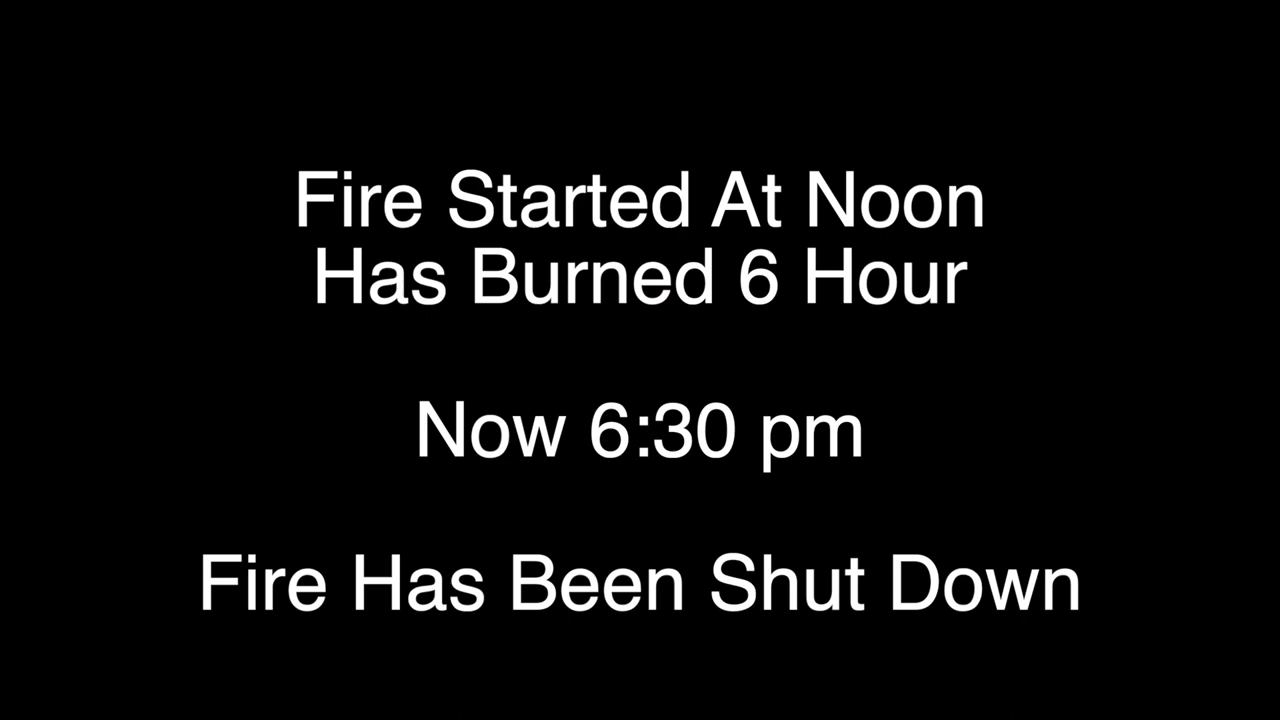 Fire Started At Noon
Has Burned 6 Hour
Now 6:30 pm
Fire Has Been Shut Down